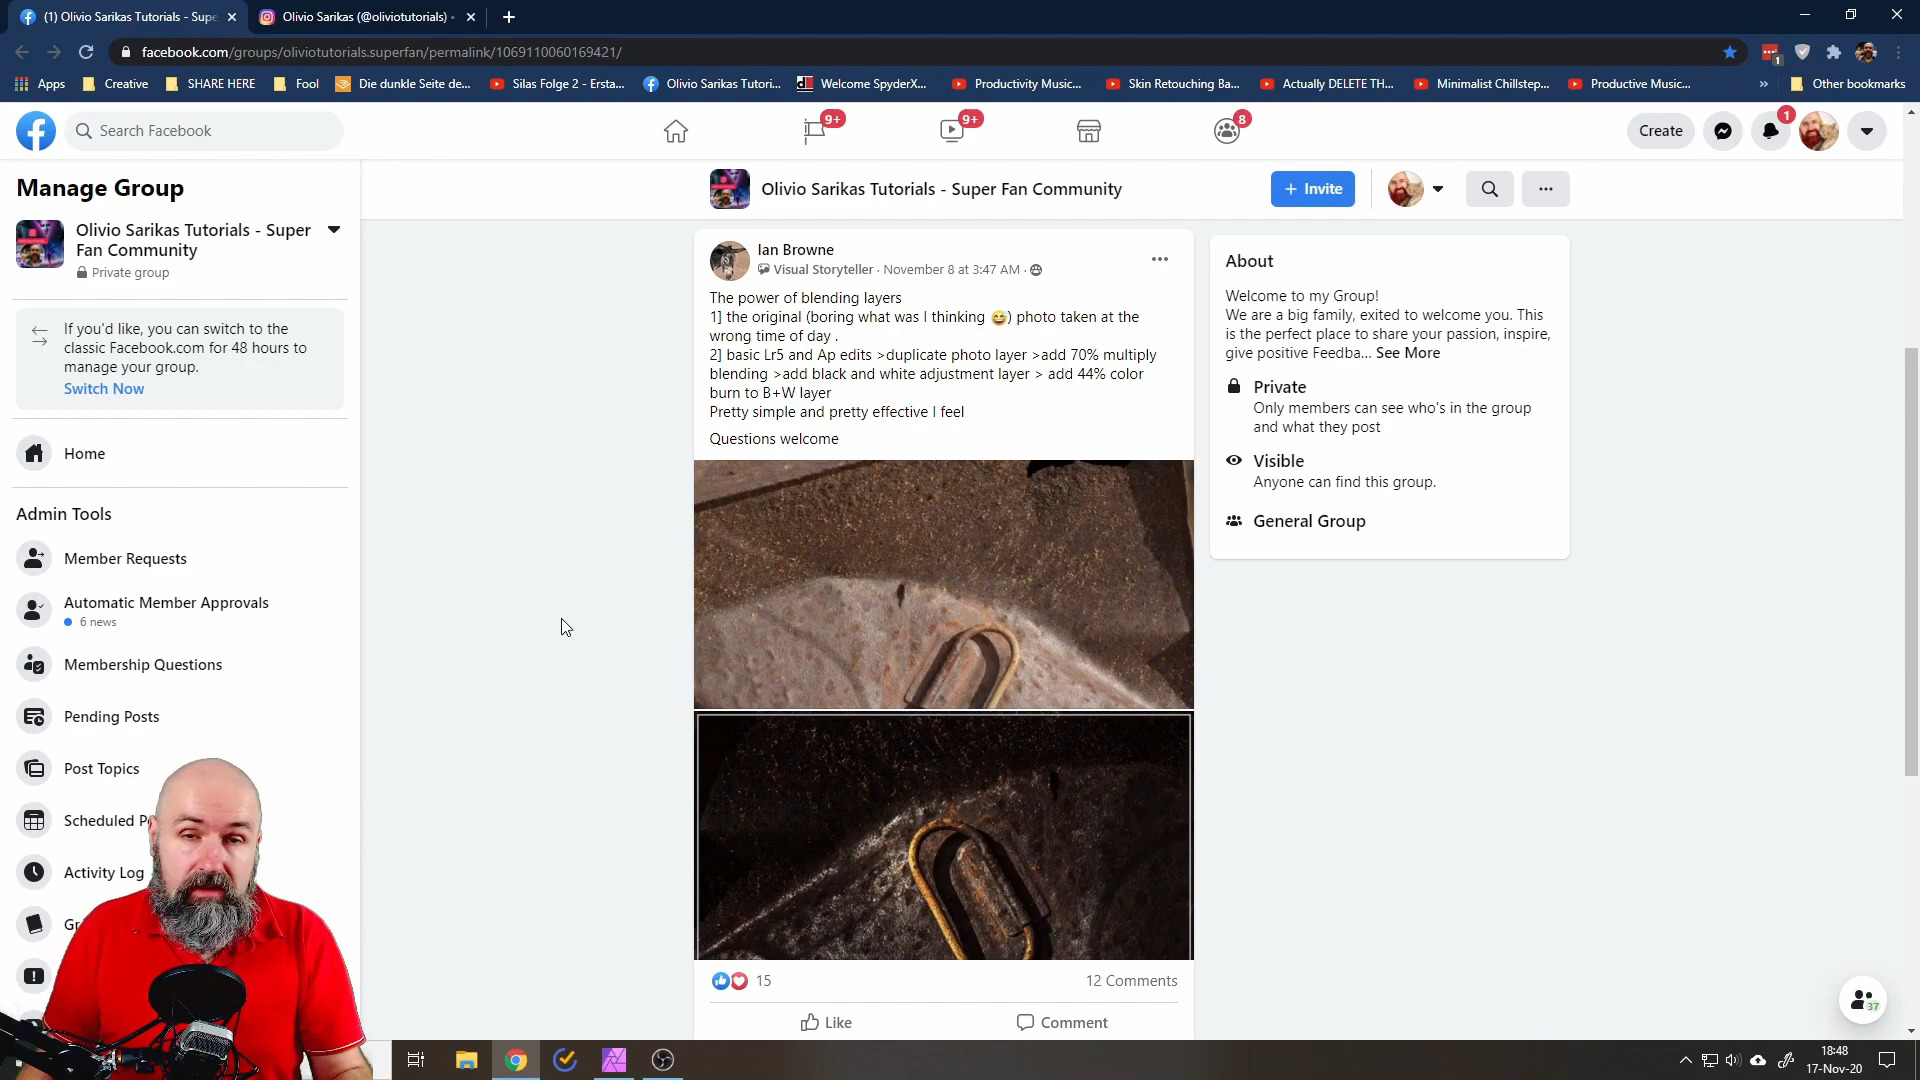 (1) Olivio Sarikas Tutorials - Supe
Olivio Sarikas (@oliviotutorials) ·
facebook.com/groups/oliviotutorials.superfan/permalink/1069110060169421/
1
Apps
Creative
SHARE HERE
Fool
Die dunkle Seite de...
Silas Folge 2 - Ersta...
Olivio Sarikas Tutori...
Welcome SpyderX...
Productivity Music...
Skin Retouching Ba...
Actually DELETE TH...
Minimalist Chillstep...
Productive Music...
»
Other bookmarks
Search Facebook
9+
9+
8
Create
1
Manage Group
Olivio Sarikas Tutorials - Super
Fan Community
Private group
If you'd like, you can switch to the
classic Facebook.com for 48 hours to
manage your group.
Switch Now
Home
Admin Tools
Member Requests
Automatic Member Approvals
6 news
Membership Questions
Pending Posts
Post Topics
Scheduled P
Activity Log
Olivio Sarikas Tutorials - Super Fan Community
+ Invite
Ian Browne
Visual Storyteller · November 8 at 3:47 AM ·
The power of blending layers
1] the original (boring what was I thinking 😅) photo taken at the
wrong time of day .
2] basic Lr5 and Ap edits >duplicate photo layer >add 70% multiply
blending >add black and white adjustment layer > add 44% color
burn to B+W layer
Pretty simple and pretty effective I feel
Questions welcome
15
12 Comments
Like
Comment
About
Welcome to my Group!
We are a big family, exited to welcome you. This
is the perfect place to share your passion, inspire,
give positive Feedba... See More
Private
Only members can see who's in the group
and what they post
Visible
Anyone can find this group.
General Group
37
18:48
17-Nov-20